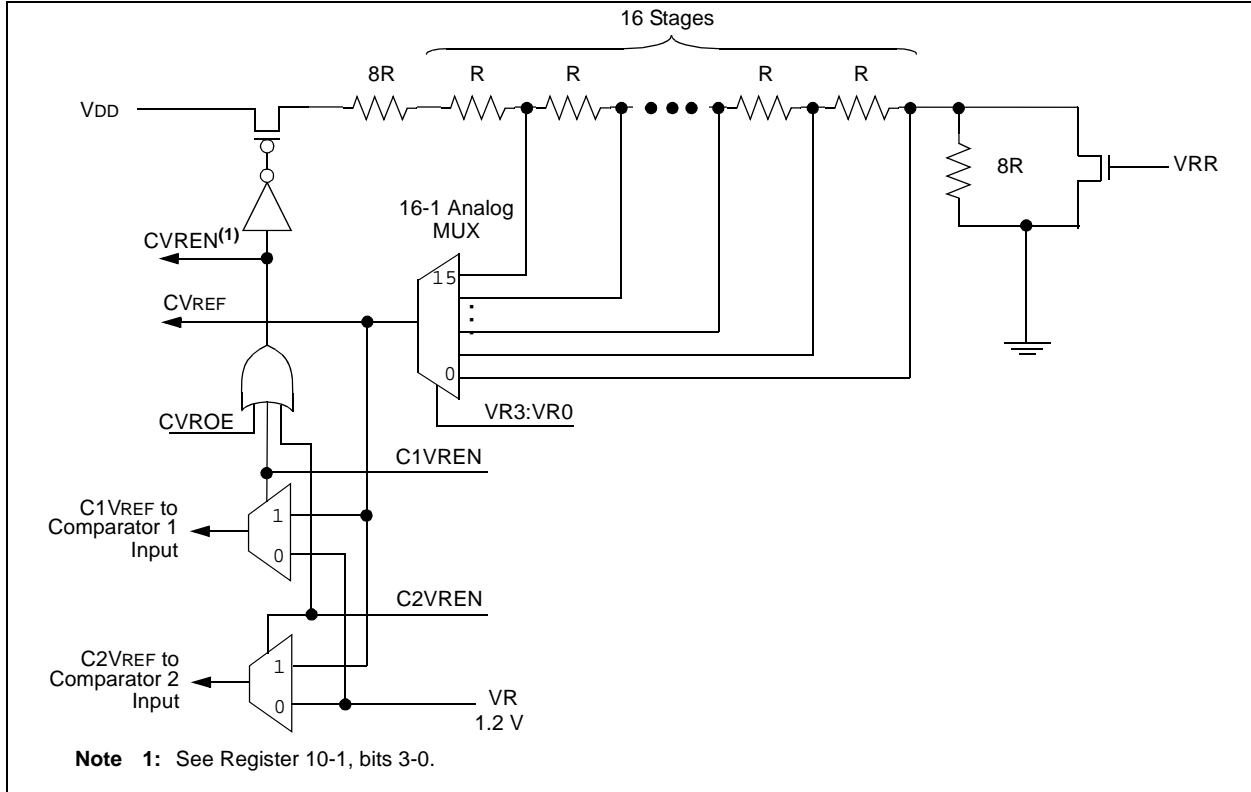 16 Stages
8R R R R R
VDD
8R
VRR
16-1 Analog
MUX
CVREN(1)
15
CVREF
0
VR3:VR0
CVROE
C1VREN
C1VREF to
Comparator 1
Input
1
0
C2VREN
C2VREF to
Comparator 2
Input
1
0
VR
1.2 V
Note 1: See Register 10-1, bits 3-0.